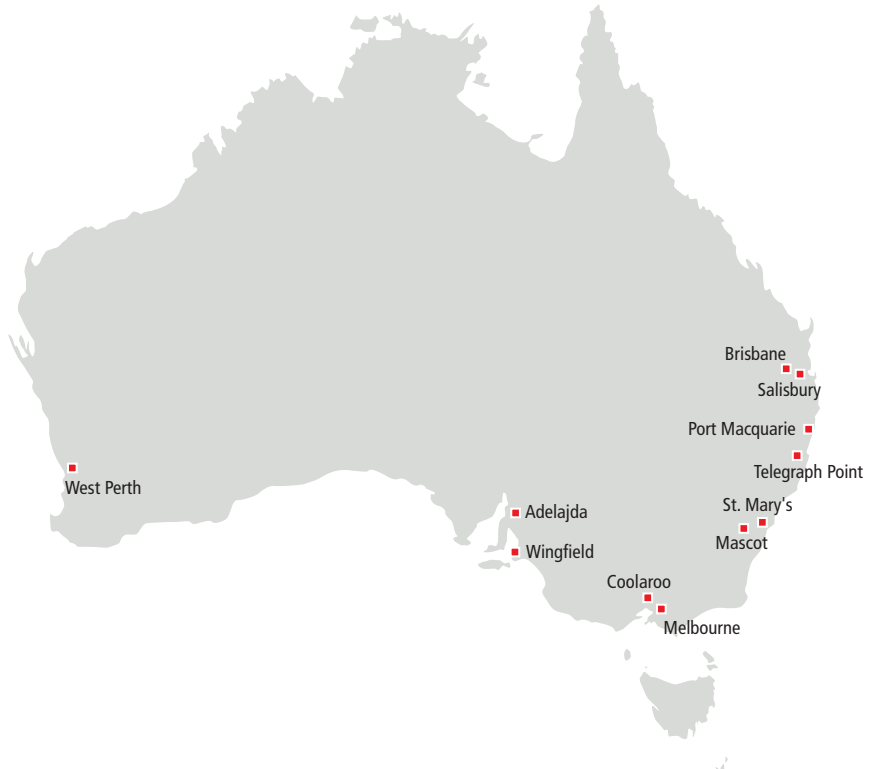 Brisbane
Salisbury
Port Macquarie
Telegraph Point
West Perth
St. Mary's
Adelajda
Mascot
Wingfield
Coolaroo
Melbourne